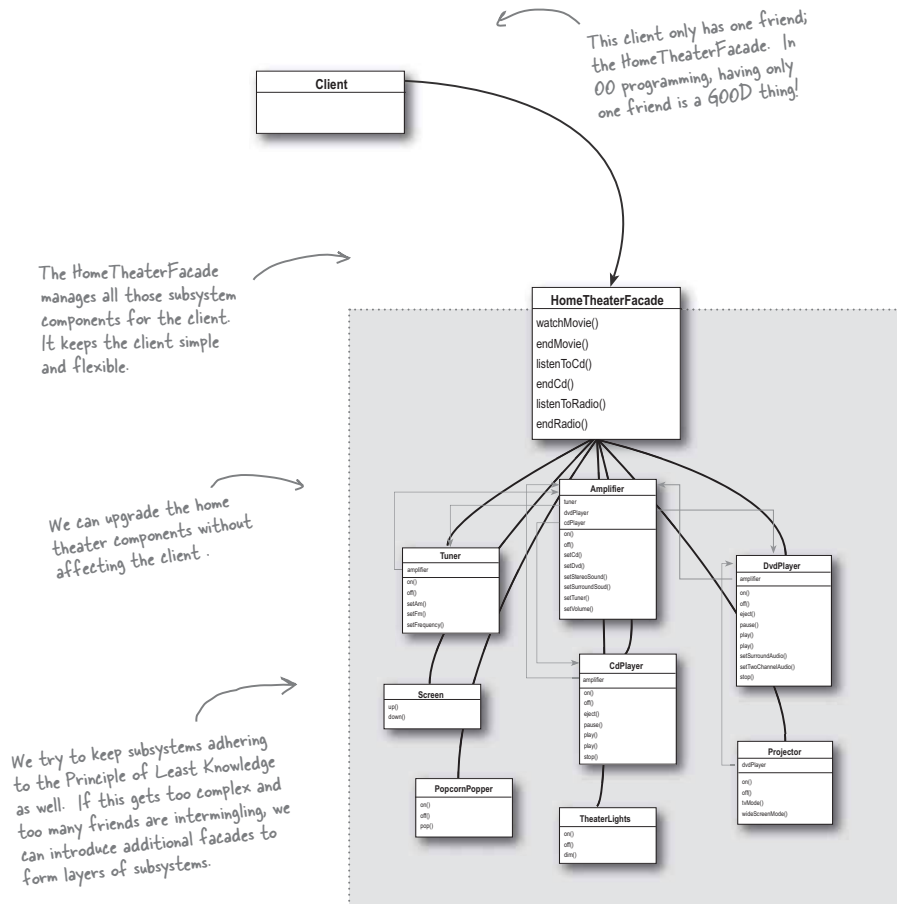 This client only has one friend;
the HomeTheaterFacade. In
OO programming, having only
one friend is a GOOD thing!
Client
The HomeTheaterFacade
manages all those subsystem
components for the client.
It keeps the client simple
and flexible.
HomeTheaterFacade
watchMovie()
endMovie()
listenToCd()
endCd()
listenToRadio()
endRadio()
We can upgrade the home
theater components without
affecting the client .
Amplifier
tuner
dvdPlayer
cdPlayer
on()
off()
setCd()
setDvd()
setStereoSound()
setSurroundSoud()
setTuner()
setVolume()
Tuner
amplifier
on()
off()
setAm()
setFm()
setFrequency()
DvdPlayer
amplifier
on()
off()
eject()
pause()
play()
play()
setSurroundAudio()
setTwoChannelAudio()
stop()
Screen
up()
down()
CdPlayer
amplifier
on()
off()
eject()
pause()
play()
play()
stop()
We try to keep subsystems adhering
to the Principle of Least Knowledge
as well. If this gets too complex and
too many friends are intermingling, we
can introduce additional facades to
form layers of subsystems.
PopcornPopper
on()
off()
pop()
TheaterLights
on()
off()
dim()
Projector
dvdPlayer
on()
off()
tvMode()
wideScreenMode()